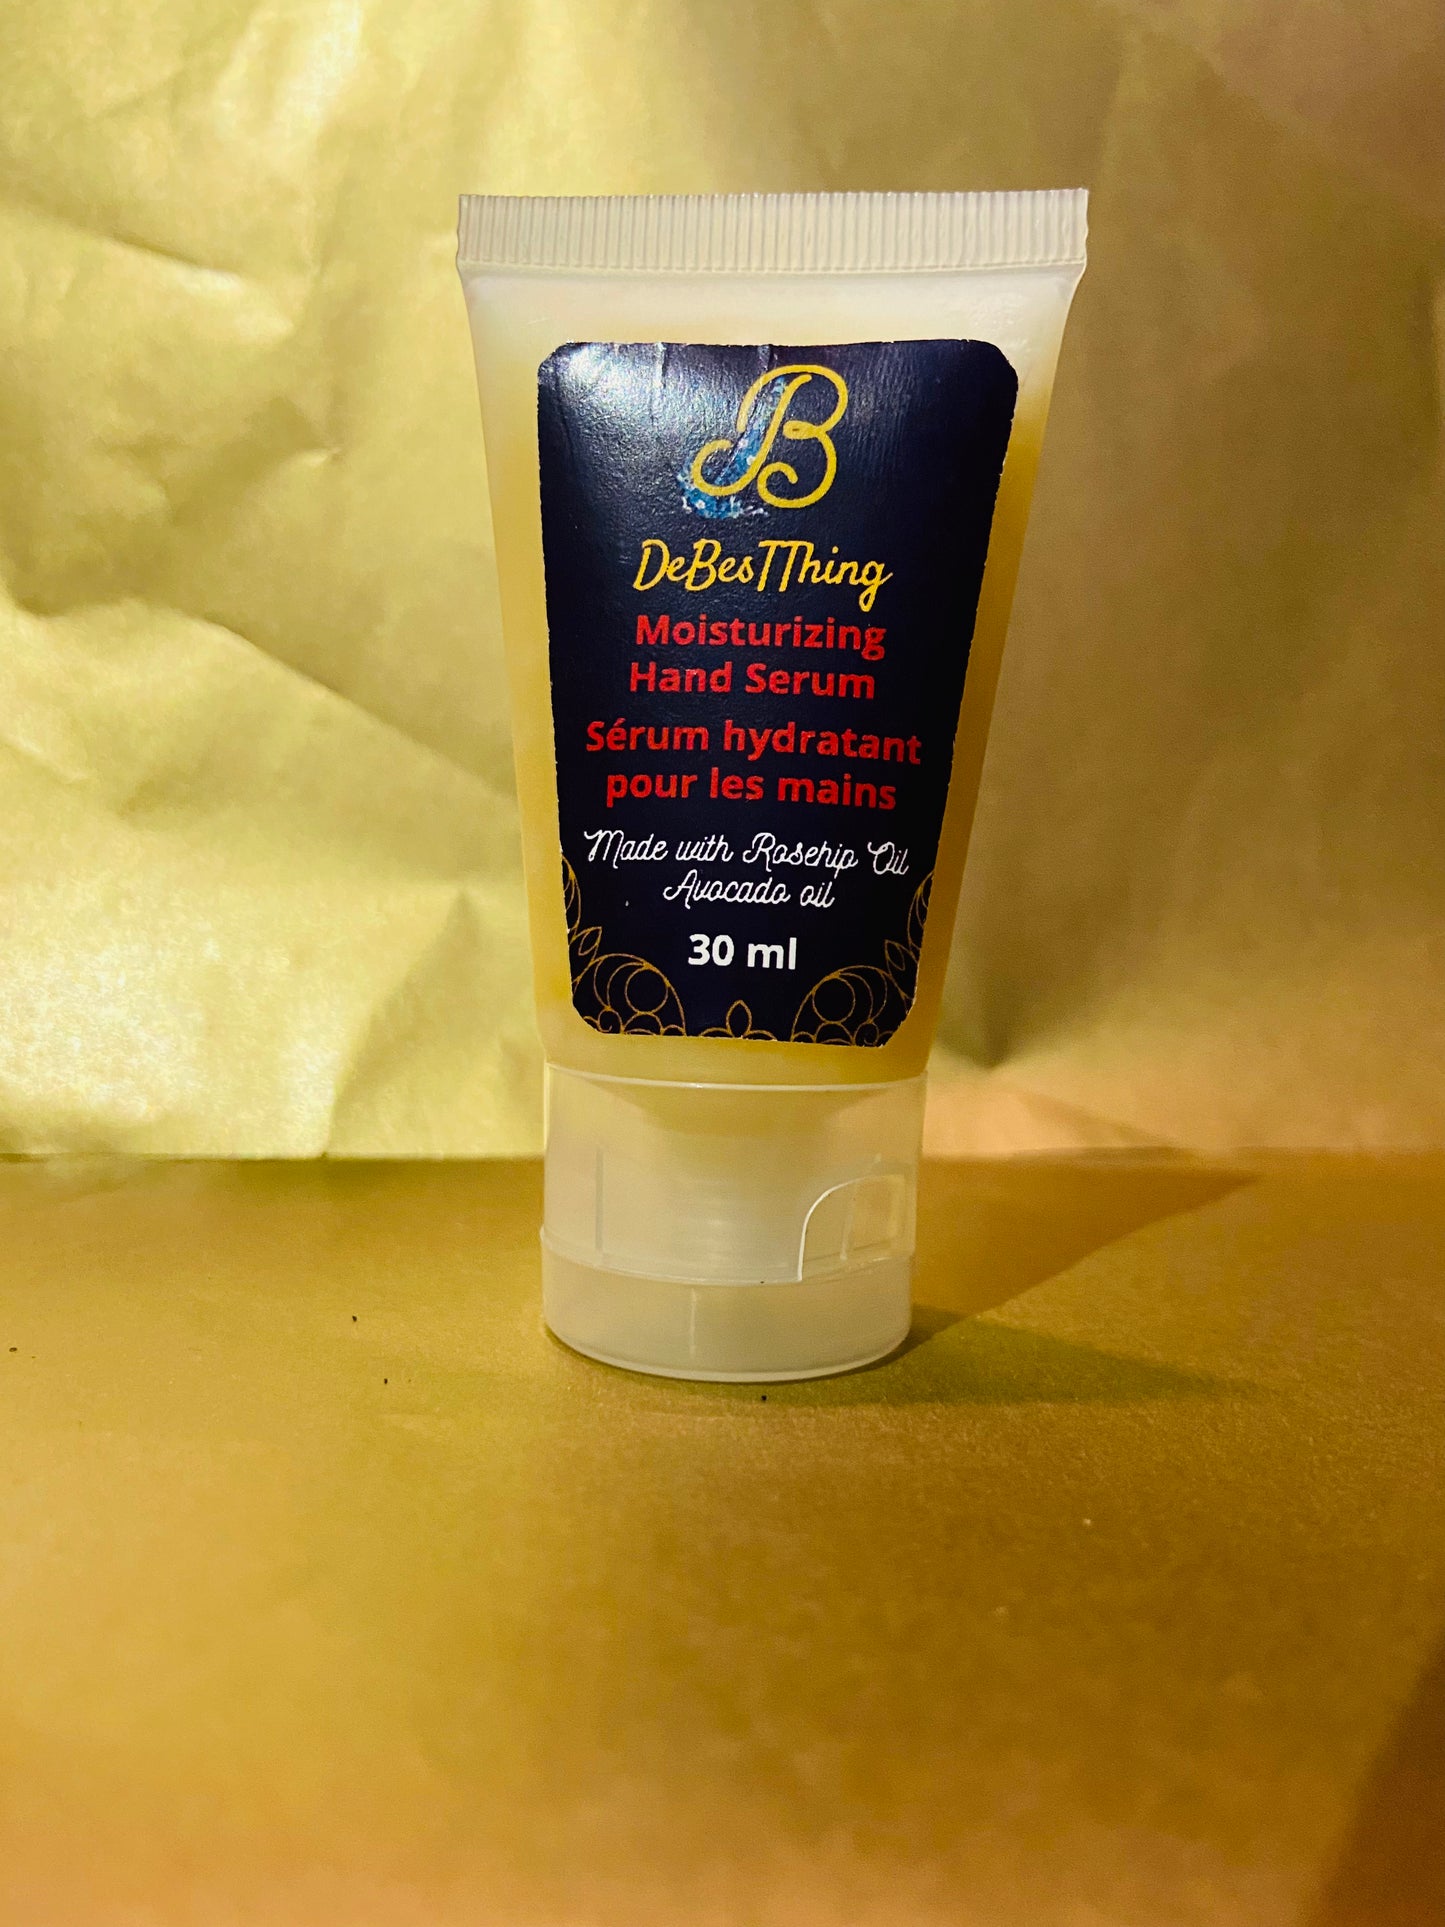 B
DeBesTThing
Moisturizing
Hand Serum
Sérum hydratant
pour les mains
Made with Rosehip Oil
Avocado oil
30 ml